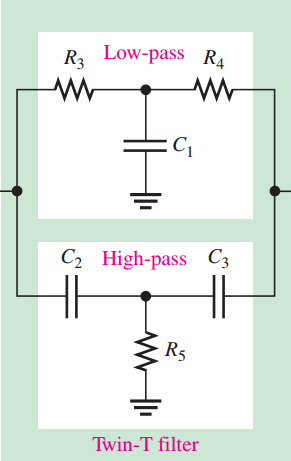 R3 Low-pass R4
C1
C2 High-pass C3
R5
Twin-T filter